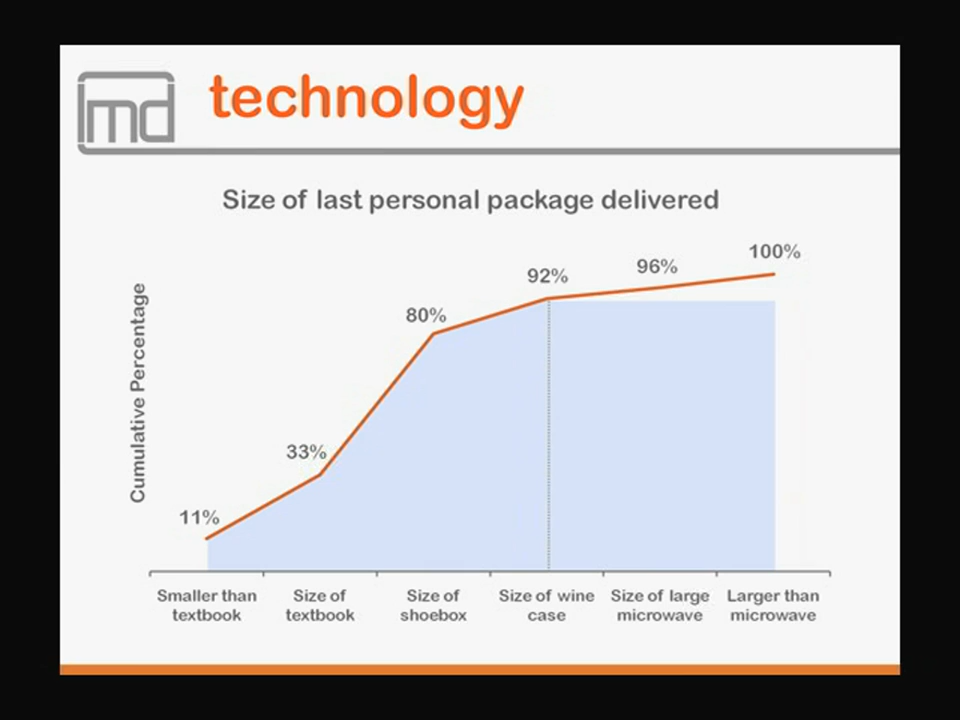 lmd
technology
Size of last personal package delivered
100%
96%
92%
80%
33%
11%
Cumulative Percentage
Smaller than
textbook
Size of
textbook
Size of
shoebox
Size of wine
case
Size of large
microwave
Larger than
microwave